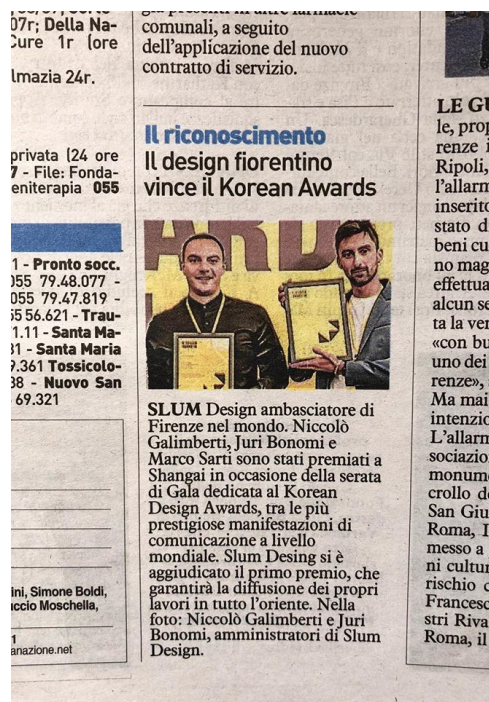 07r; Della Na-
Cure 1r (ore
lmazia 24r.
privata (24 ore
7 - File: Fonda-
eniterapia 055
1 - Pronto socc.
055 79.48.077 -
055 79.47.819 -
55 56.621 - Trau-
1.11 - Santa Ma-
31 - Santa Maria
9.361 Tossicolo-
38 - Nuovo San
69.321
ini, Simone Boldi,
uccio Moschella,
1
anazione.net
comunali, a seguito
dell'applicazione del nuovo
contratto di servizio.
Il riconoscimento
Il design fiorentino
vince il Korean Awards
ARD
SLUM Design ambasciatore di
Firenze nel mondo. Niccolò
Galimberti, Juri Bonomi e
Marco Sarti sono stati premiati a
Shangai in occasione della serata
di Gala dedicata al Korean
Design Awards, tra le più
prestigiose manifestazioni di
comunicazione a livello
mondiale. Slum Desing si è
aggiudicato il primo premio, che
garantirà la diffusione dei propri
lavori in tutto l'oriente. Nella
foto: Niccolò Galimberti e Juri
Bonomi, amministratori di Slum
Design.
LE GU
le, prop
renze i
Ripoli,
l'allarm
inserito
stato d
beni cu
no mag
effettua
alcun se
ta la ver
«con bu
uno dei
renze»,
Ma mai
intenzio
L'allarm
sociazio
monume
crollo de
San Giu
Roma, I
messo a
ni cultur
rischio c
Francesc
stri Riva
Roma, il